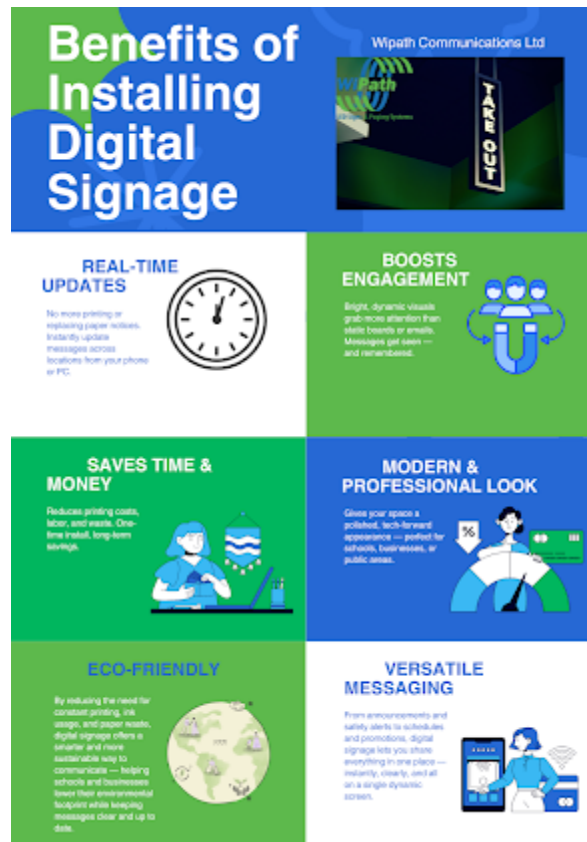 Benefits of
Installing
Digital
Signage
Wipath Communications Ltd
WiPath
Paging Systems
TAKE OUT
REAL-TIME
UPDATES
No more printing or
replacing paper notices.
Instantly update
messages across
locations from your phone
or PC.
BOOSTS
ENGAGEMENT
Bright, dynamic visuals
grab more attention than
static boards or emails.
Messages get seen —
and remembered.
SAVES TIME &
MONEY
Reduces printing costs,
labor, and waste. One-
time install, long-term
savings.
MODERN &
PROFESSIONAL LOOK
Gives your space a
polished, tech-forward
appearance — perfect for
schools, businesses, or
public areas.
%
ECO-FRIENDLY
By reducing the need for
constant printing, ink
usage, and paper waste,
digital signage offers a
smarter and more
sustainable way to
communicate — helping
schools and businesses
lower their environmental
footprint while keeping
messages clear and up to
date.
VERSATILE
MESSAGING
From announcements and
safety alerts to schedules
and promotions, digital
signage lets you share
everything in one place —
instantly, clearly, and all
on a single dynamic
screen.